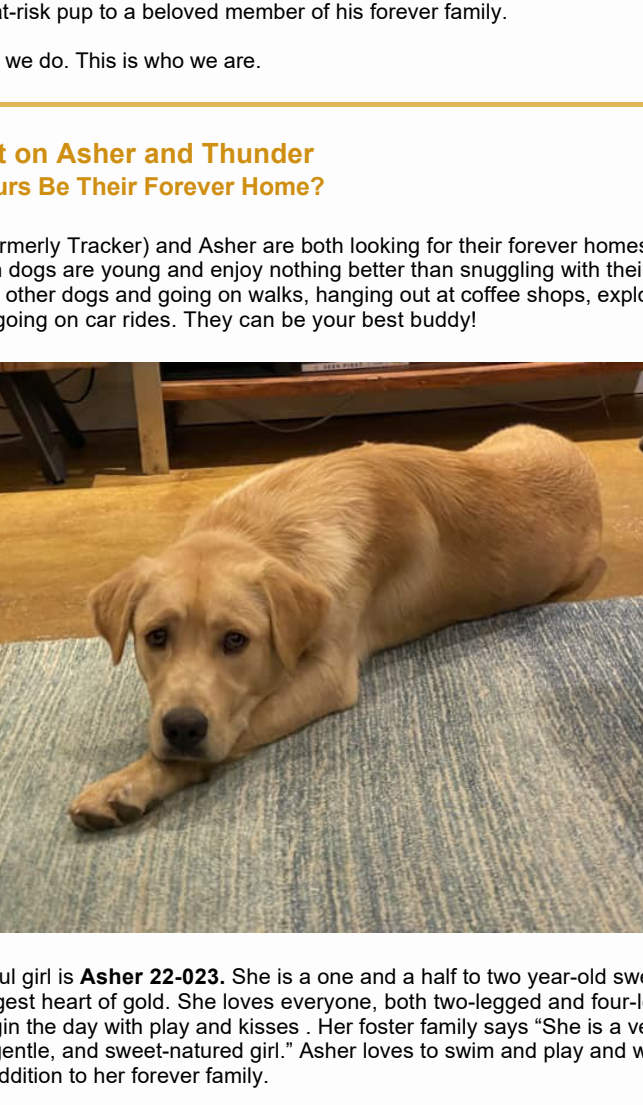 at-risk pup to a beloved member of his forever family.
we do. This is who we are.
t on Asher and Thunder
urs Be Their Forever Home?
rmerly Tracker) and Asher are both looking for their forever homes
dogs are young and enjoy nothing better than snuggling with thei
other dogs and going on walks, hanging out at coffee shops, explo
going on car rides. They can be your best buddy!
ul girl is Asher 22-023. She is a one and a half to two year-old swe
gest heart of gold. She loves everyone, both two-legged and four-l
gin the day with play and kisses . Her foster family says “She is a ve
gentle, and sweet-natured girl.” Asher loves to swim and play and w
ddition to her forever family.